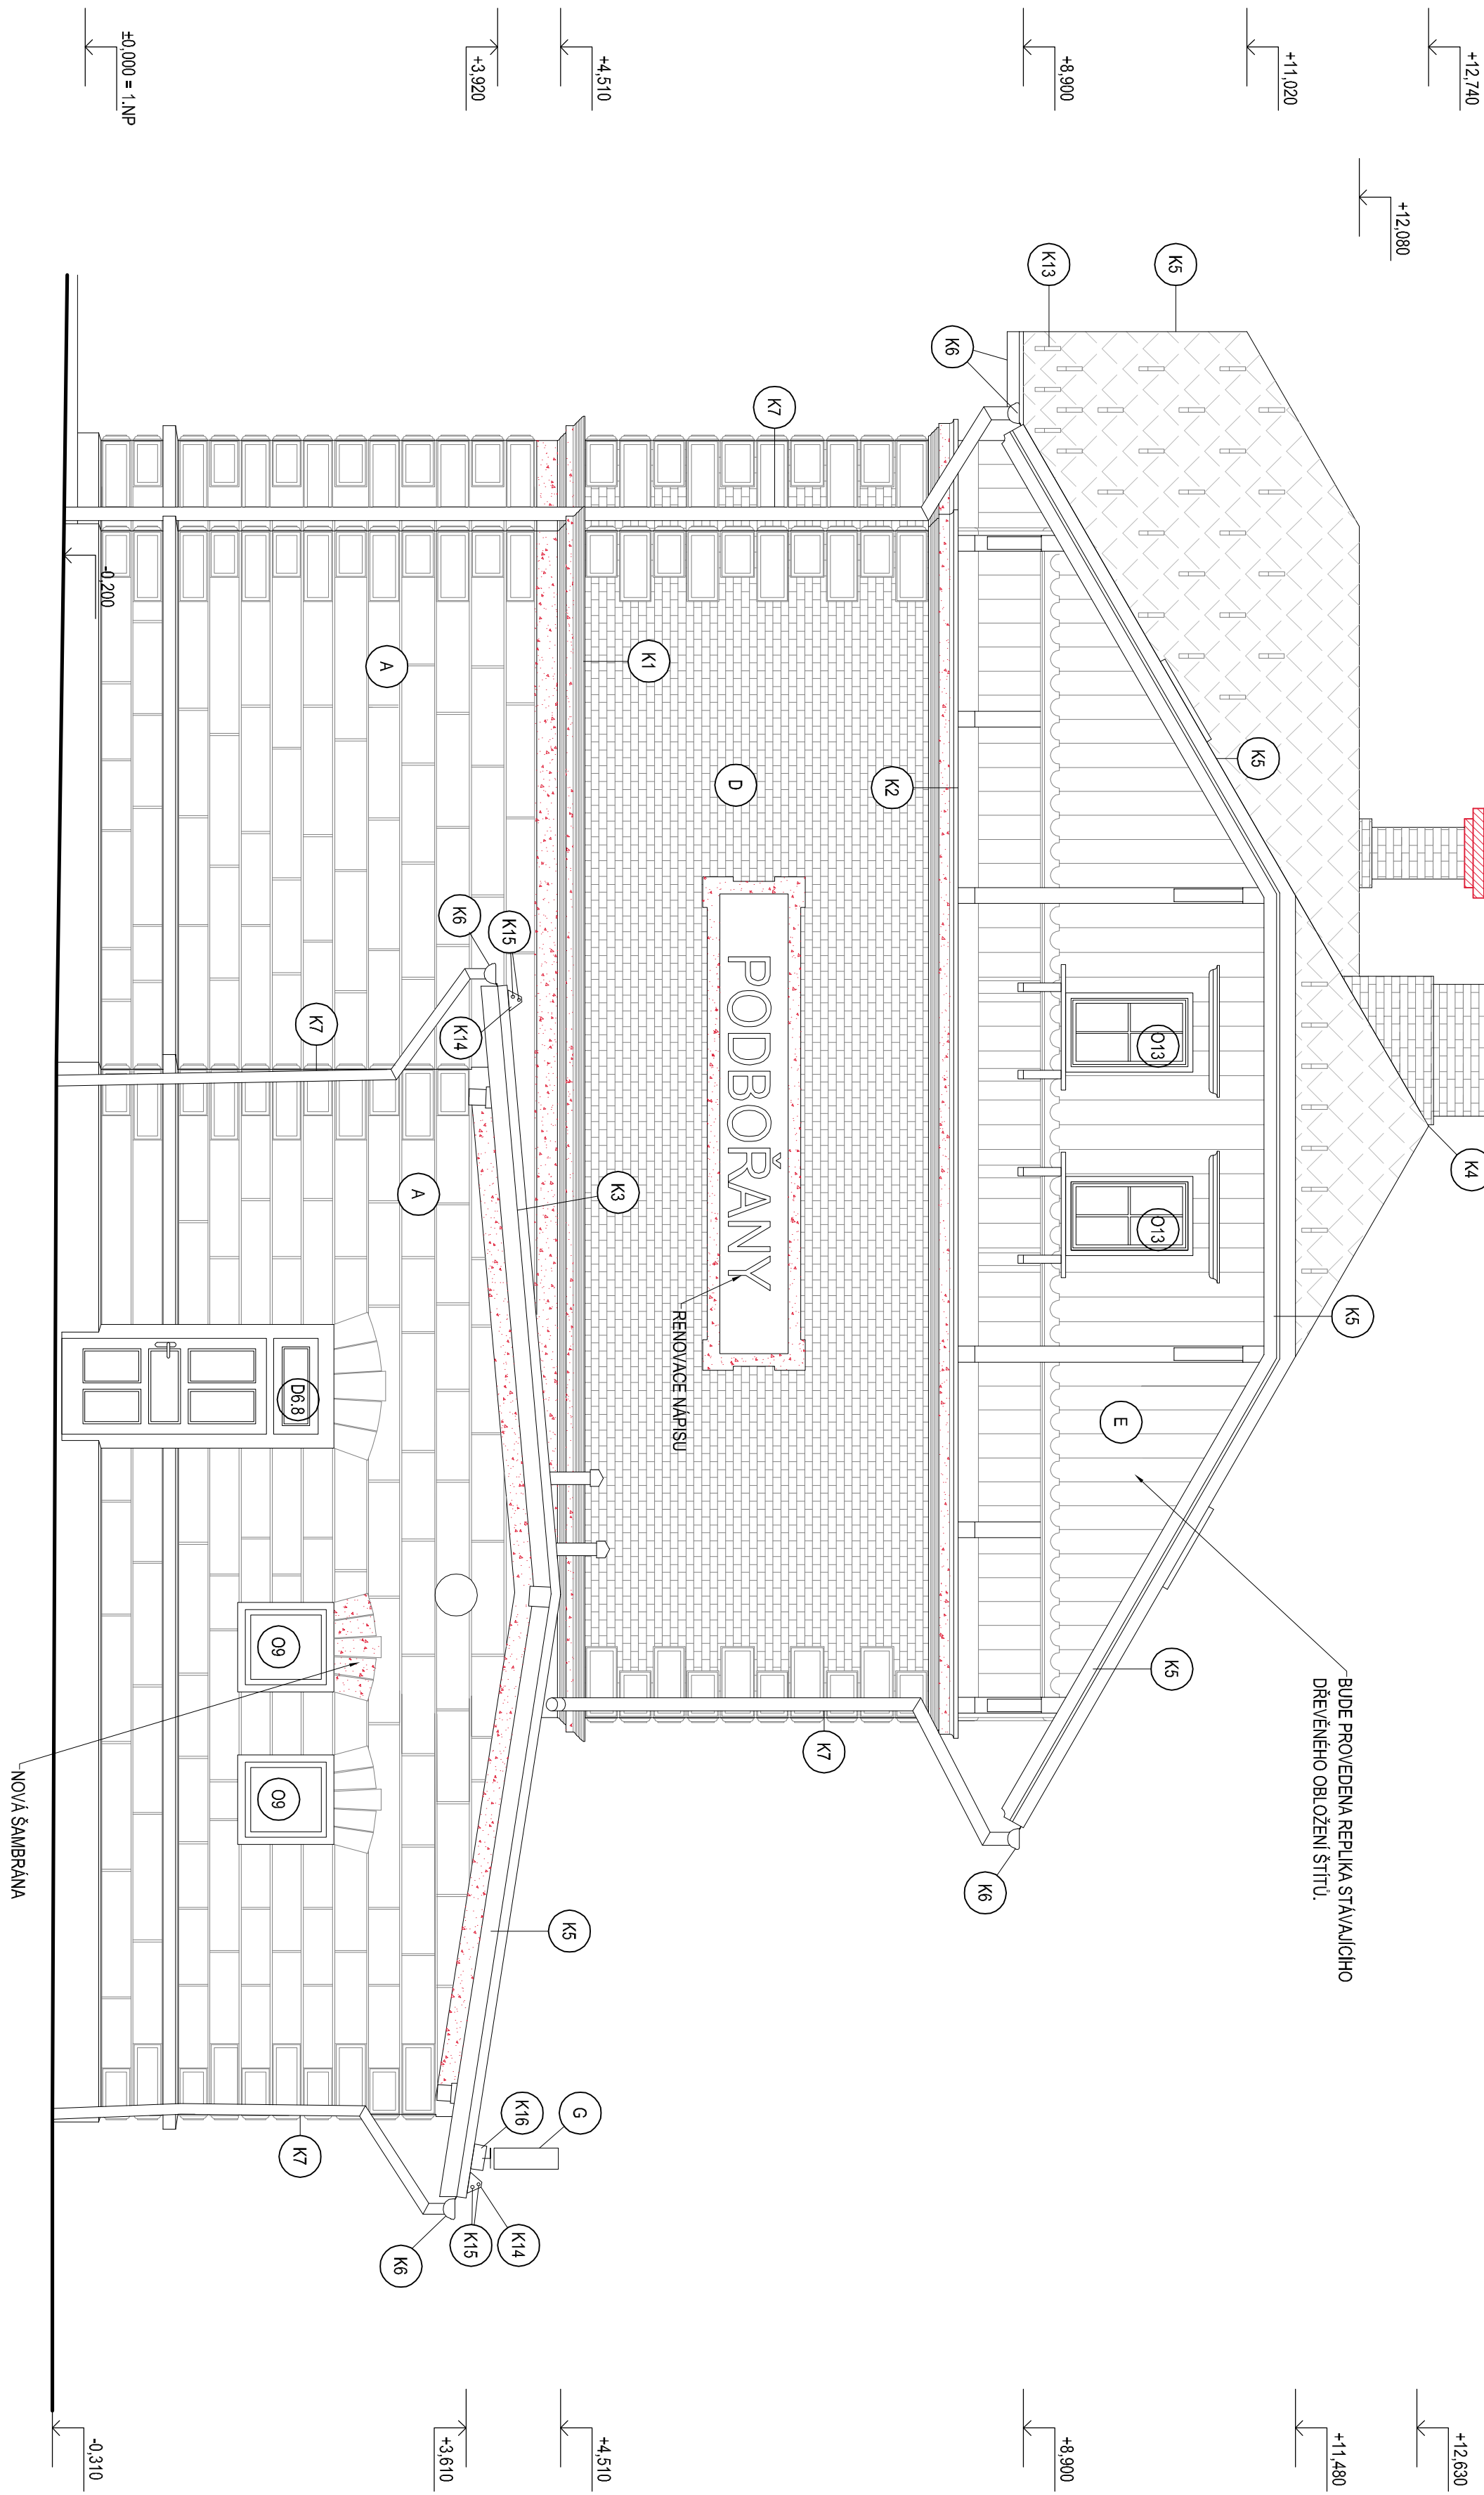 +12,740
+12,080
+11,020
+8,900
+4,510
+3,920
±0,000 = 1.NP
-0,200
K5
K13
K6
K7
K5
K4
K1
K2
D
A
K6
K15
K14
K7
K3
A
PODBOŘANY
RENOVACE NÁPISU
O13
O13
K5
E
K5
BUDE PROVEDENA REPLIKA STÁVAJÍCÍHO
DŘEVĚNÉHO OBLOŽENÍ ŠTÍTŮ.
K7
K6
D6.8
O9
O9
NOVÁ ŠAMBRÁNA
K5
G
K16
K7
K14
K15
K6
+12,630
+11,480
+8,900
+4,510
+3,610
-0,310